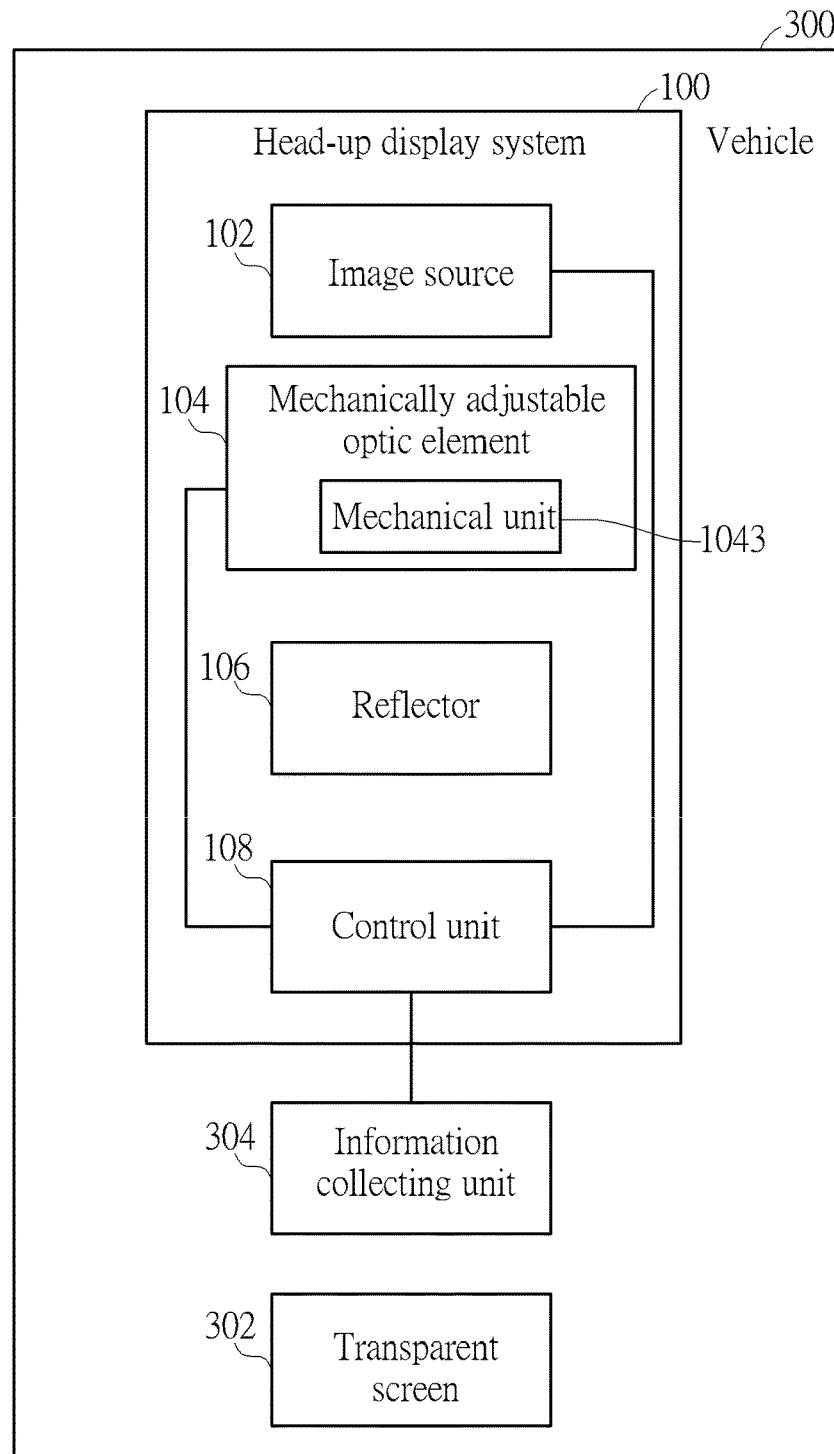 300
100
Head-up display system
Vehicle
102
Image source
104
Mechanically adjustable
optic element
Mechanical unit
1043
106
Reflector
108
Control unit
304
Information
collecting unit
302
Transparent
screen